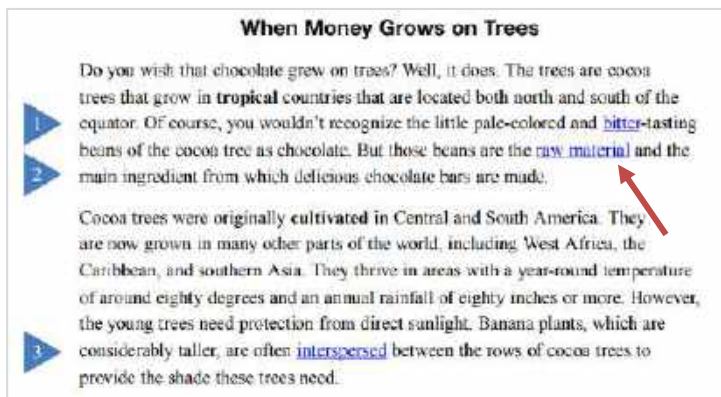 When Money Grows on Trees
Do you wish that chocolate grew on trees? Well, it does. The trees are cocoa
trees that grow in tropical countries that are located both north and south of the
1
equator. Of course, you wouldn't recognize the little pale-colored and bitter-tasting
beans of the cocoa tree as chocolate. But those beans are the raw material and the
2
main ingredient from which delicious chocolate bars are made.
Cocoa trees were originally cultivated in Central and South America. They
are now grown in many other parts of the world, including West Africa, the
Caribbean, and southern Asia. They thrive in areas with a year-round temperature
of around eighty degrees and an annual rainfall of eighty inches or more. However,
the young trees need protection from direct sunlight. Banana plants, which are
3
considerably taller, are often interspersed between the rows of cocoa trees to
provide the shade these trees need.